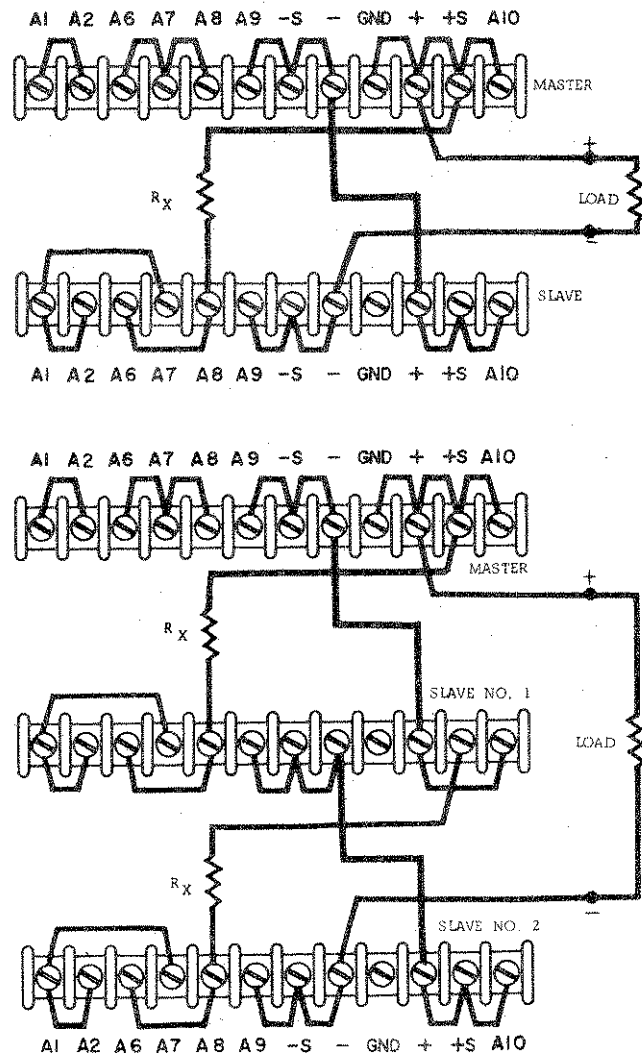 A1 A2 A6 A7 A8 A9 -S - GND + +S A10
MASTER
+
RX
LOAD
-
SLAVE
A1 A2 A6 A7 A8 A9 -S - GND + +S A10
A1 A2 A6 A7 A8 A9 -S - GND + +S A10
MASTER
+
RX
SLAVE NO. 1
LOAD
RX
-
SLAVE NO. 2
A1 A2 A6 A7 A8 A9 -S - GND + +S A10